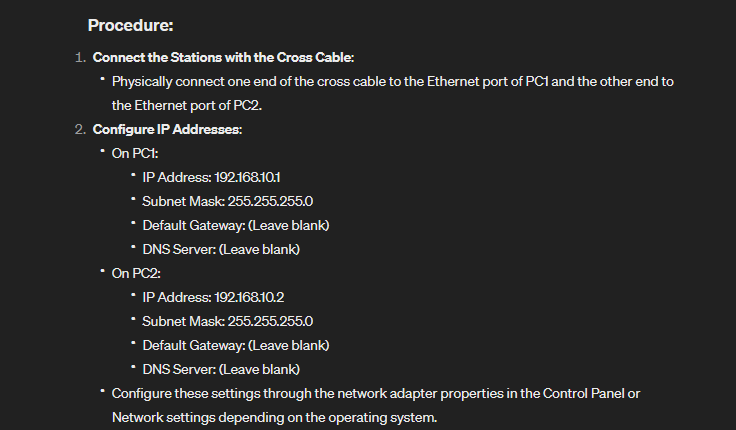 Procedure:
1. Connect the Stations with the Cross Cable:
• Physically connect one end of the cross cable to the Ethernet port of PC1 and the other end to
the Ethernet port of PC2.
2. Configure IP Addresses:
• On PC1:
• IP Address: 192.168.10.1
• Subnet Mask: 255.255.255.0
• Default Gateway: (Leave blank)
• DNS Server: (Leave blank)
• On PC2:
• IP Address: 192.168.10.2
• Subnet Mask: 255.255.255.0
• Default Gateway: (Leave blank)
• DNS Server: (Leave blank)
• Configure these settings through the network adapter properties in the Control Panel or
Network settings depending on the operating system.